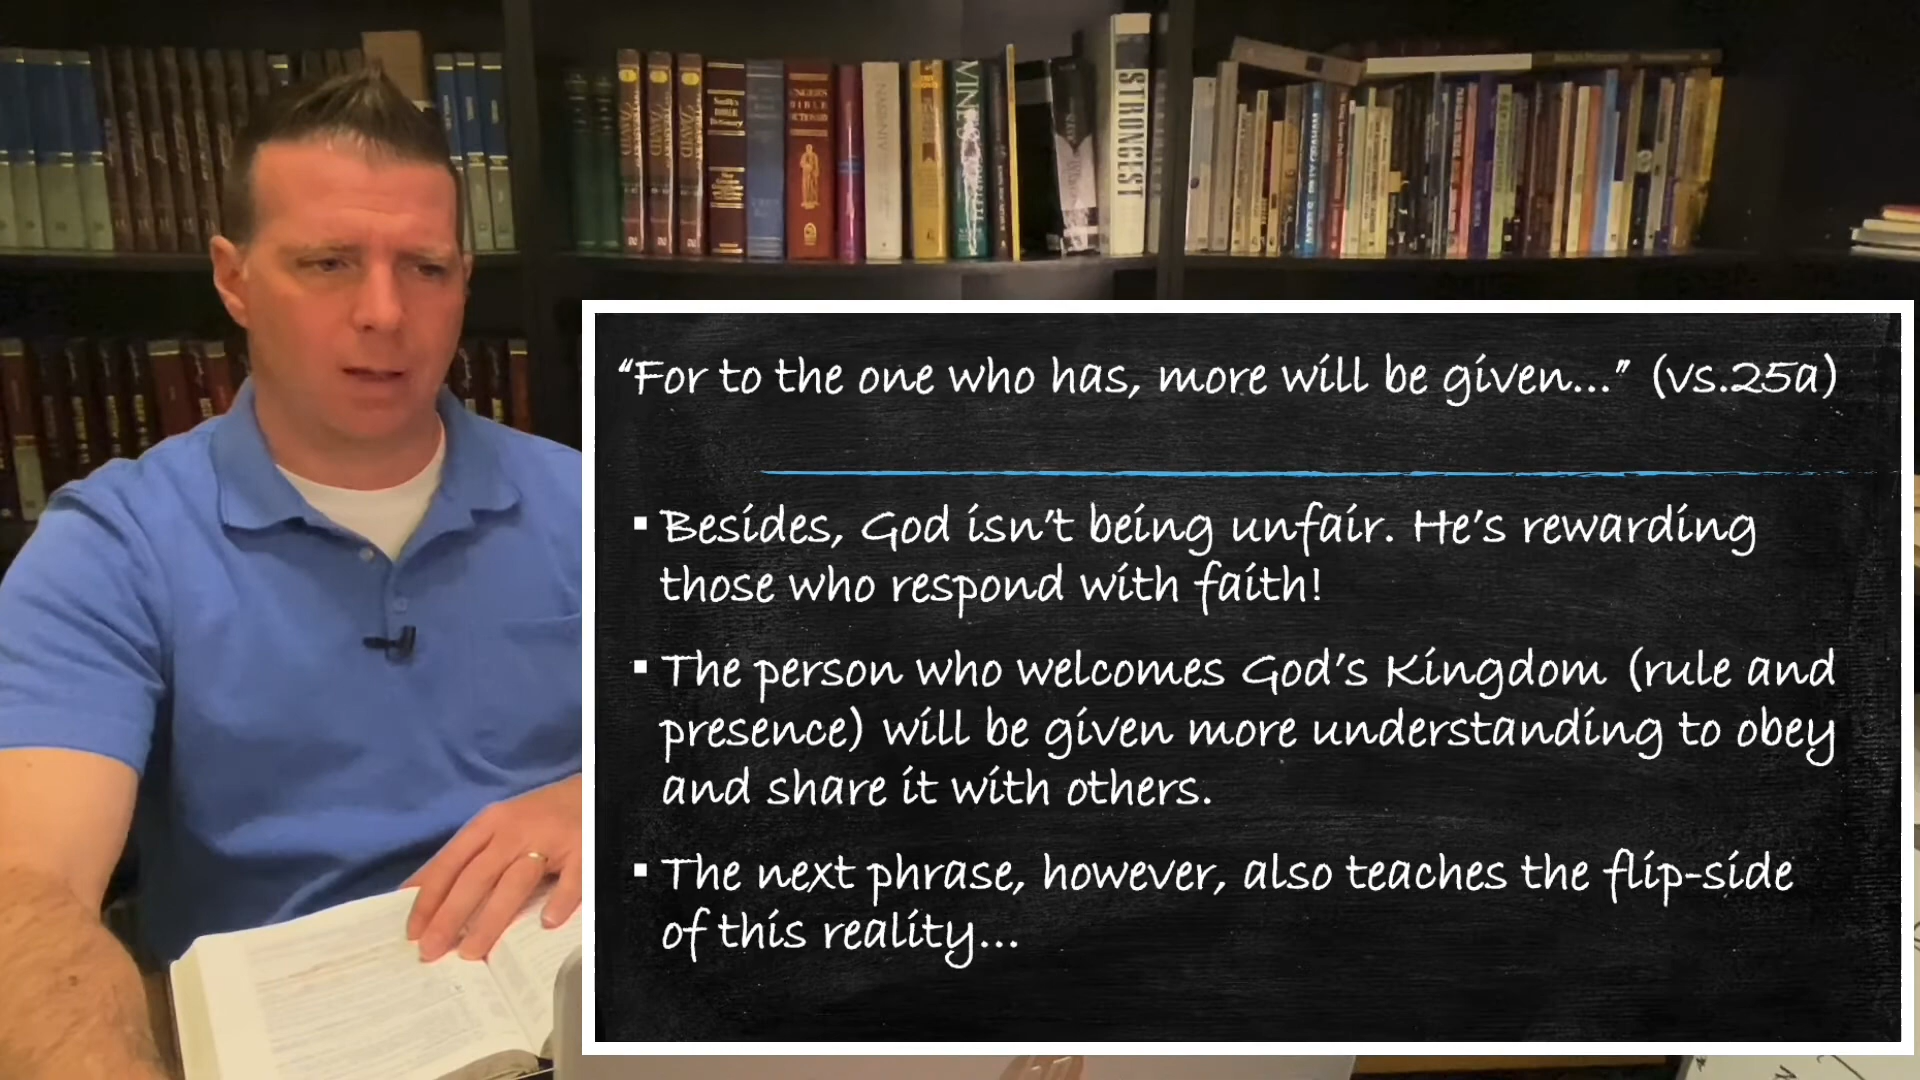 STRONGEST
"For to the one who has, more will be given..." (vs.25a)
▪ Besides, God isn't being unfair. He's rewarding
those who respond with faith!
▪ The person who welcomes God's Kingdom (rule and
presence) will be given more understanding to obey
and share it with others.
▪ The next phrase, however, also teaches the flip-side
of this reality...